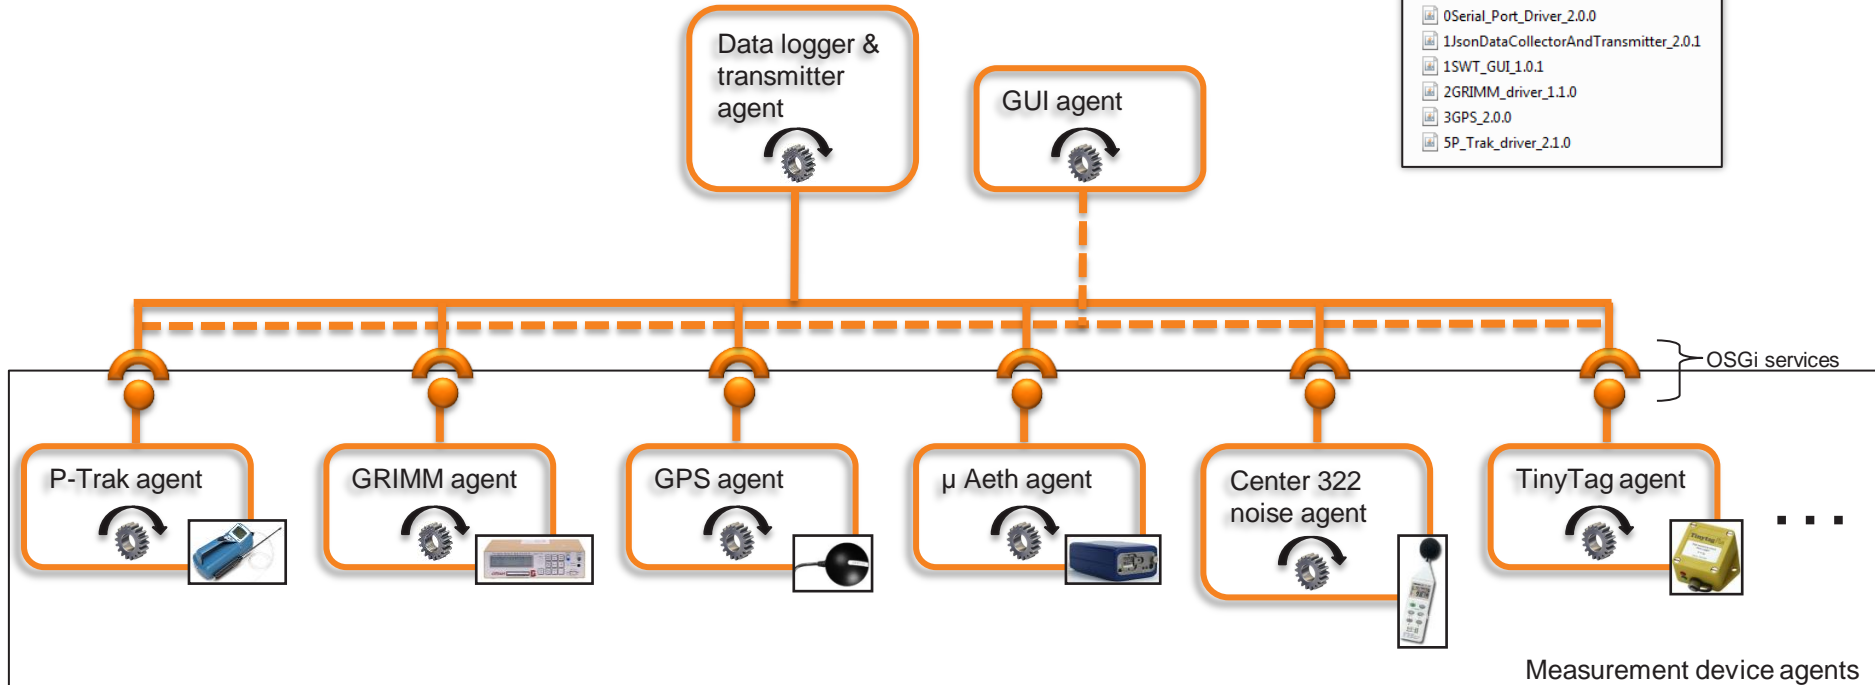 Data logger &
transmitter
agent
GUI agent
0Serial_Port_Driver_2.0.0
1JsonDataCollectorAndTransmitter_2.0.1
1SWT_GUI_1.0.1
2GRIMM_driver_1.1.0
3GPS_2.0.0
5P_Trak_driver_2.1.0
OSGi services
P-Trak agent
GRIMM agent
GPS agent
µ Aeth agent
Center 322
noise agent
TinyTag agent
...
Measurement device agents